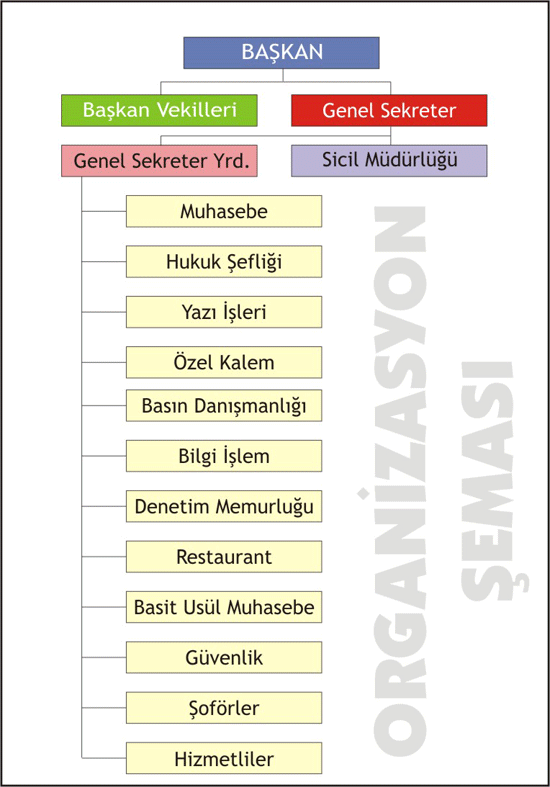 BAŞKAN
Başkan Vekilleri
Genel Sekreter
Genel Sekreter Yrd.
Sicil Müdürlüğü
Muhasebe
Hukuk Şefliği
Yazı İşleri
Özel Kalem
Basın Danışmanlığı
Bilgi İşlem
Denetim Memurluğu
Restaurant
Basit Usül Muhasebe
Güvenlik
Şoförler
Hizmetliler
ORGANİZASYON
ŞEMASI